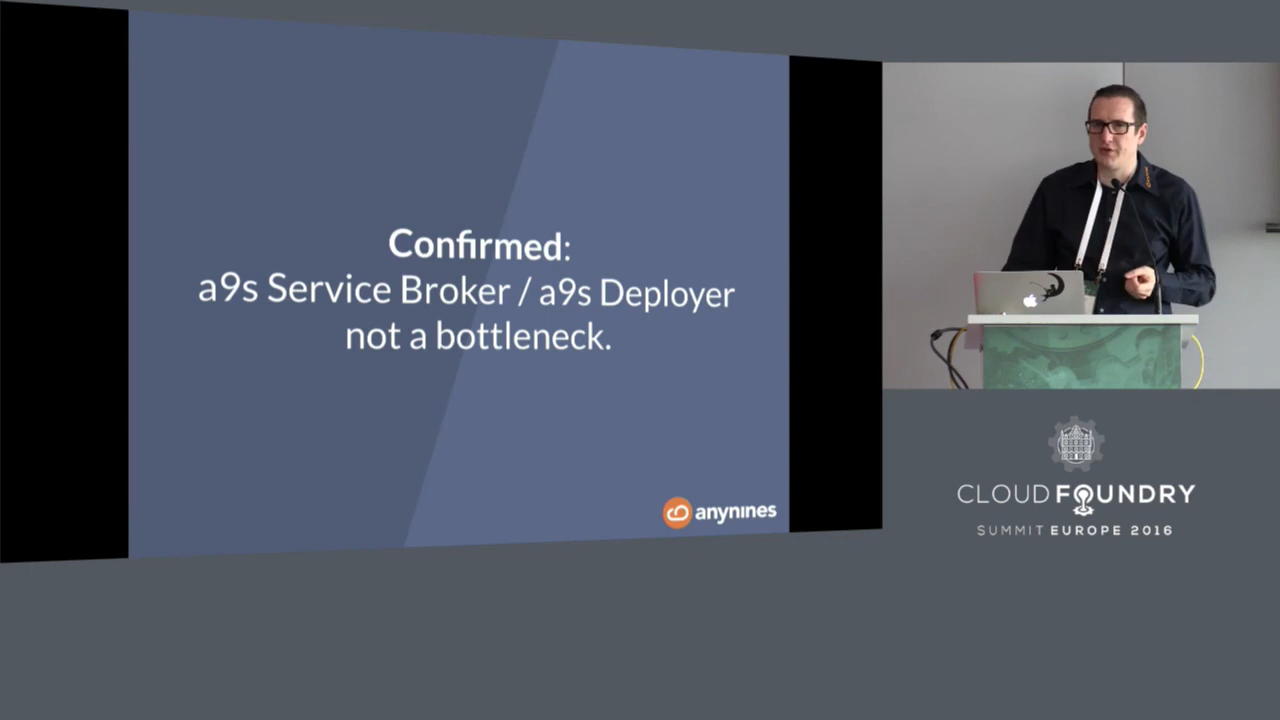 Confirmed:
a9s Service Broker / a9s Deployer
not a bottleneck.
anynines
CLOUD FOUNDRY
SUMMIT EUROPE 2016